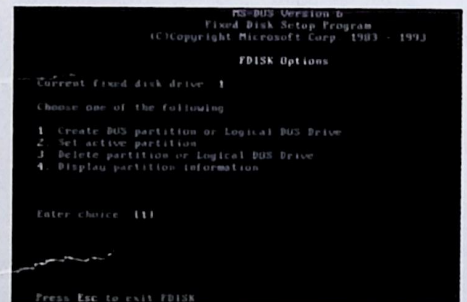 MS-DOS Version 6
Fixed Disk Setup Program
(C)Copyright Microsoft Corp. 1983 - 1993
FDISK Options
Current fixed disk drive: 1
Choose one of the following:
1. Create DOS partition or Logical DOS Drive
2. Set active partition
3. Delete partition or Logical DOS Drive
4. Display partition information
Enter choice: [1]
Press Esc to exit FDISK